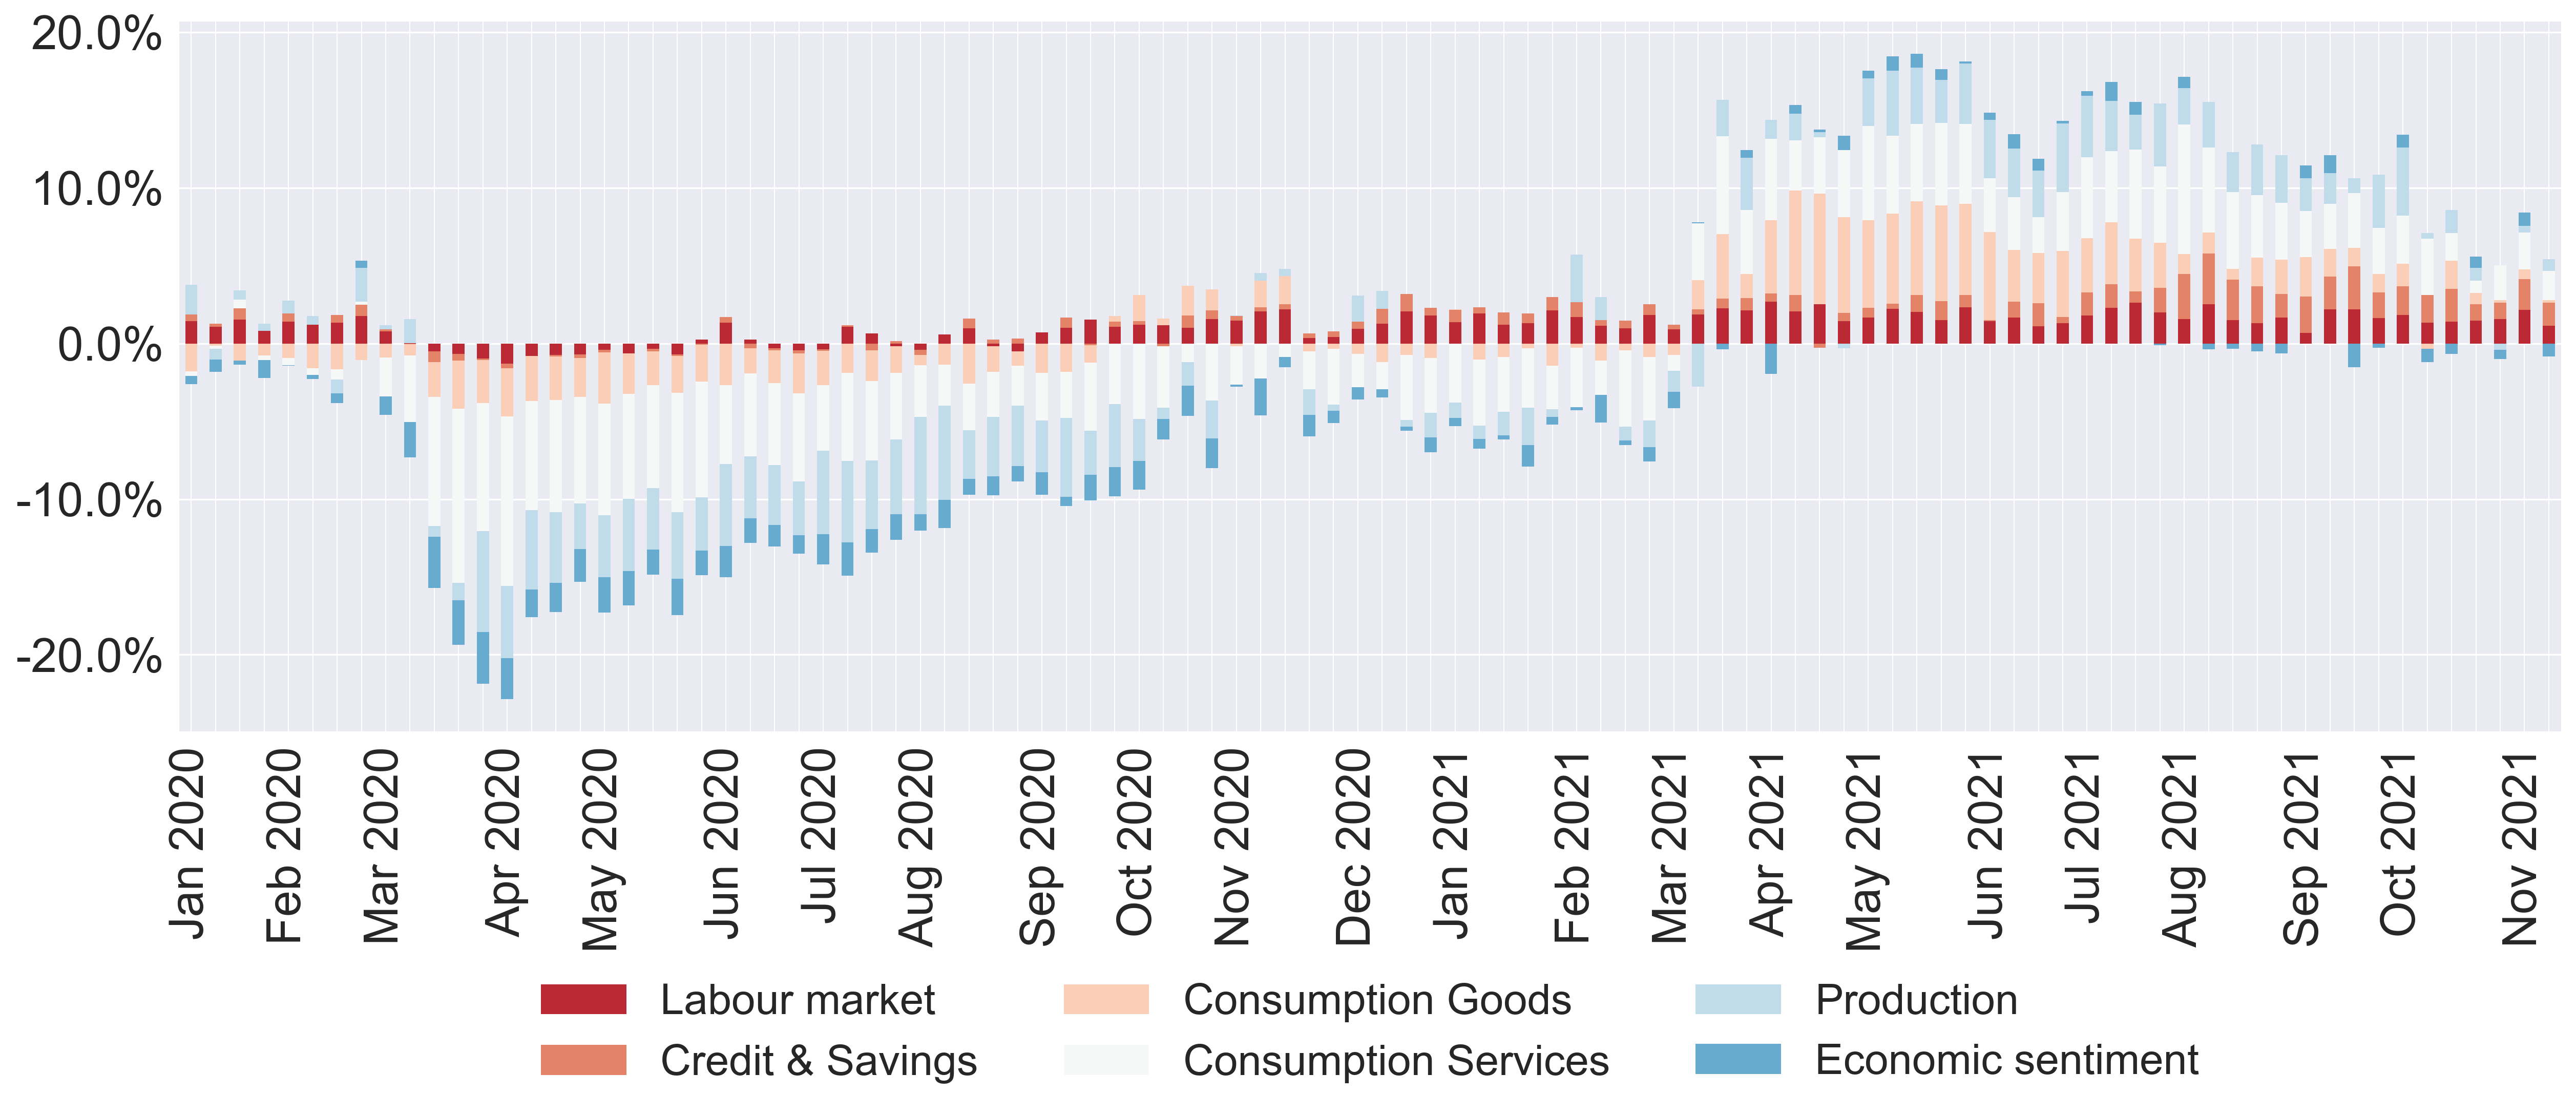 20.0%
10.0%
0.0%
-10.0%
-20.0%
Jan 2020
Feb 2020
Mar 2020
Apr 2020
May 2020
Jun 2020
Jul 2020
Aug 2020
Sep 2020
Oct 2020
Nov 2020
Dec 2020
Jan 2021
Feb 2021
Mar 2021
Apr 2021
May 2021
Jun 2021
Jul 2021
Aug 2021
Sep 2021
Oct 2021
Nov 2021
Labour market
Credit & Savings
Consumption Goods
Consumption Services
Production
Economic sentiment